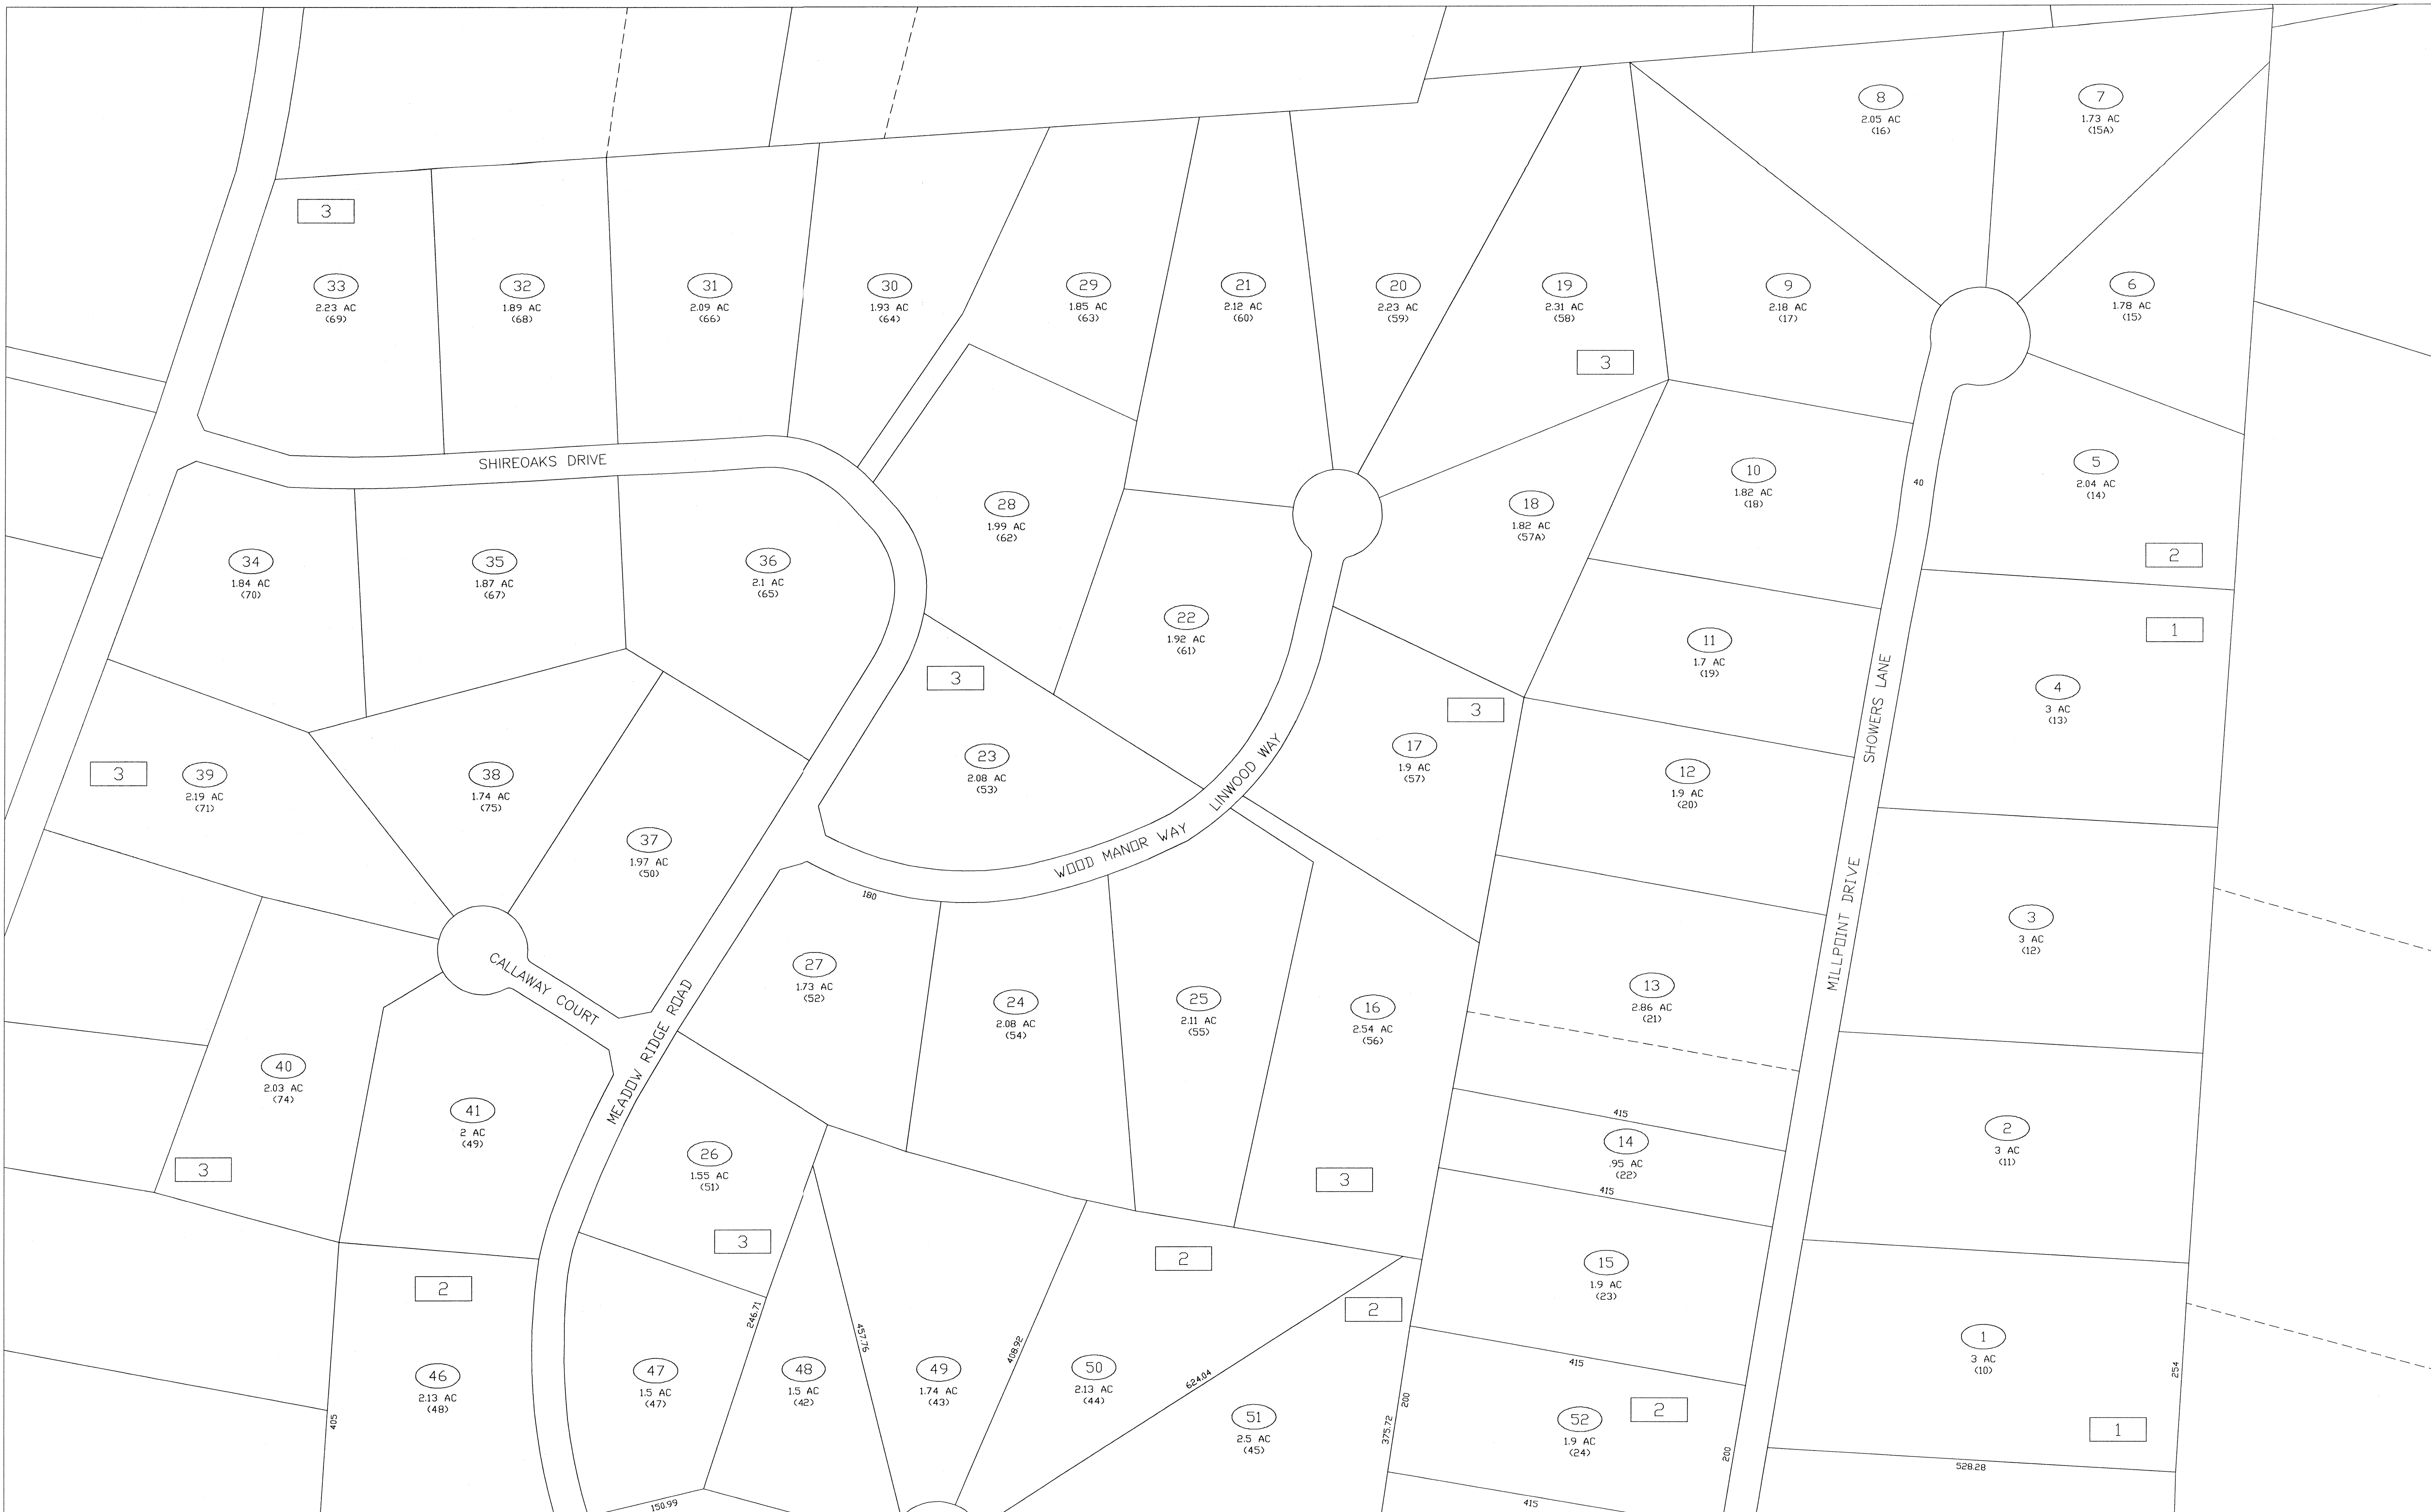 8
2.05 AC
(16)
7
1.73 AC
(15A)
3
33
2.23 AC
(69)
32
1.89 AC
(68)
31
2.09 AC
(66)
30
1.93 AC
(64)
29
1.85 AC
(63)
21
2.12 AC
(60)
20
2.23 AC
(59)
19
2.31 AC
(58)
9
2.18 AC
(17)
6
1.78 AC
(15)
3
SHIREOAKS DRIVE
28
1.99 AC
(62)
18
1.82 AC
(57A)
10
1.82 AC
(18)
40
5
2.04 AC
(14)
2
34
1.84 AC
(70)
35
1.87 AC
(67)
36
2.1 AC
(65)
22
1.92 AC
(61)
11
1.7 AC
(19)
1
4
3 AC
(13)
SHOWERS LANE
3
3
39
2.19 AC
(71)
38
1.74 AC
(75)
37
1.97 AC
(50)
23
2.08 AC
(53)
LINWOOD WAY
WOOD MANOR WAY
3
17
1.9 AC
(57)
12
1.9 AC
(20)
MILLPOINT DRIVE
3
3 AC
(12)
180
CALLAWAY COURT
MEADOW RIDGE ROAD
27
1.73 AC
(52)
24
2.08 AC
(54)
25
2.11 AC
(55)
16
2.54 AC
(56)
13
2.86 AC
(21)
40
2.03 AC
(74)
3
41
2 AC
(49)
26
1.55 AC
(51)
3
3
415
14
.95 AC
(22)
415
2
3 AC
(11)
2
2
2
15
1.9 AC
(23)
415
46
2.13 AC
(48)
405
47
1.5 AC
(47)
246.71
48
1.5 AC
(42)
457.76
49
1.74 AC
(43)
408.92
50
2.13 AC
(44)
624.04
51
2.5 AC
(45)
375.72
200
52
1.9 AC
(24)
2
200
1
3 AC
(10)
254
1
528.28
150.99
415